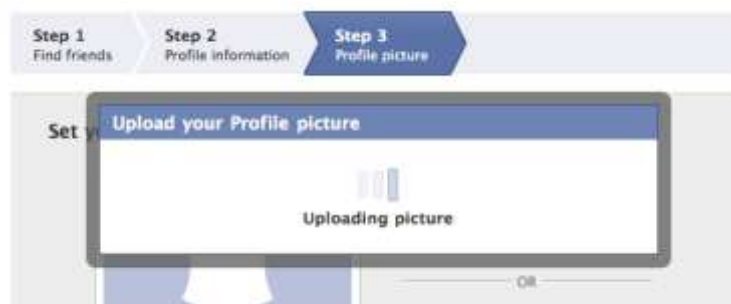 Step 1
Find friends
Step 2
Profile information
Step 3
Profile picture
Set
Upload your Profile picture
Uploading picture
OR